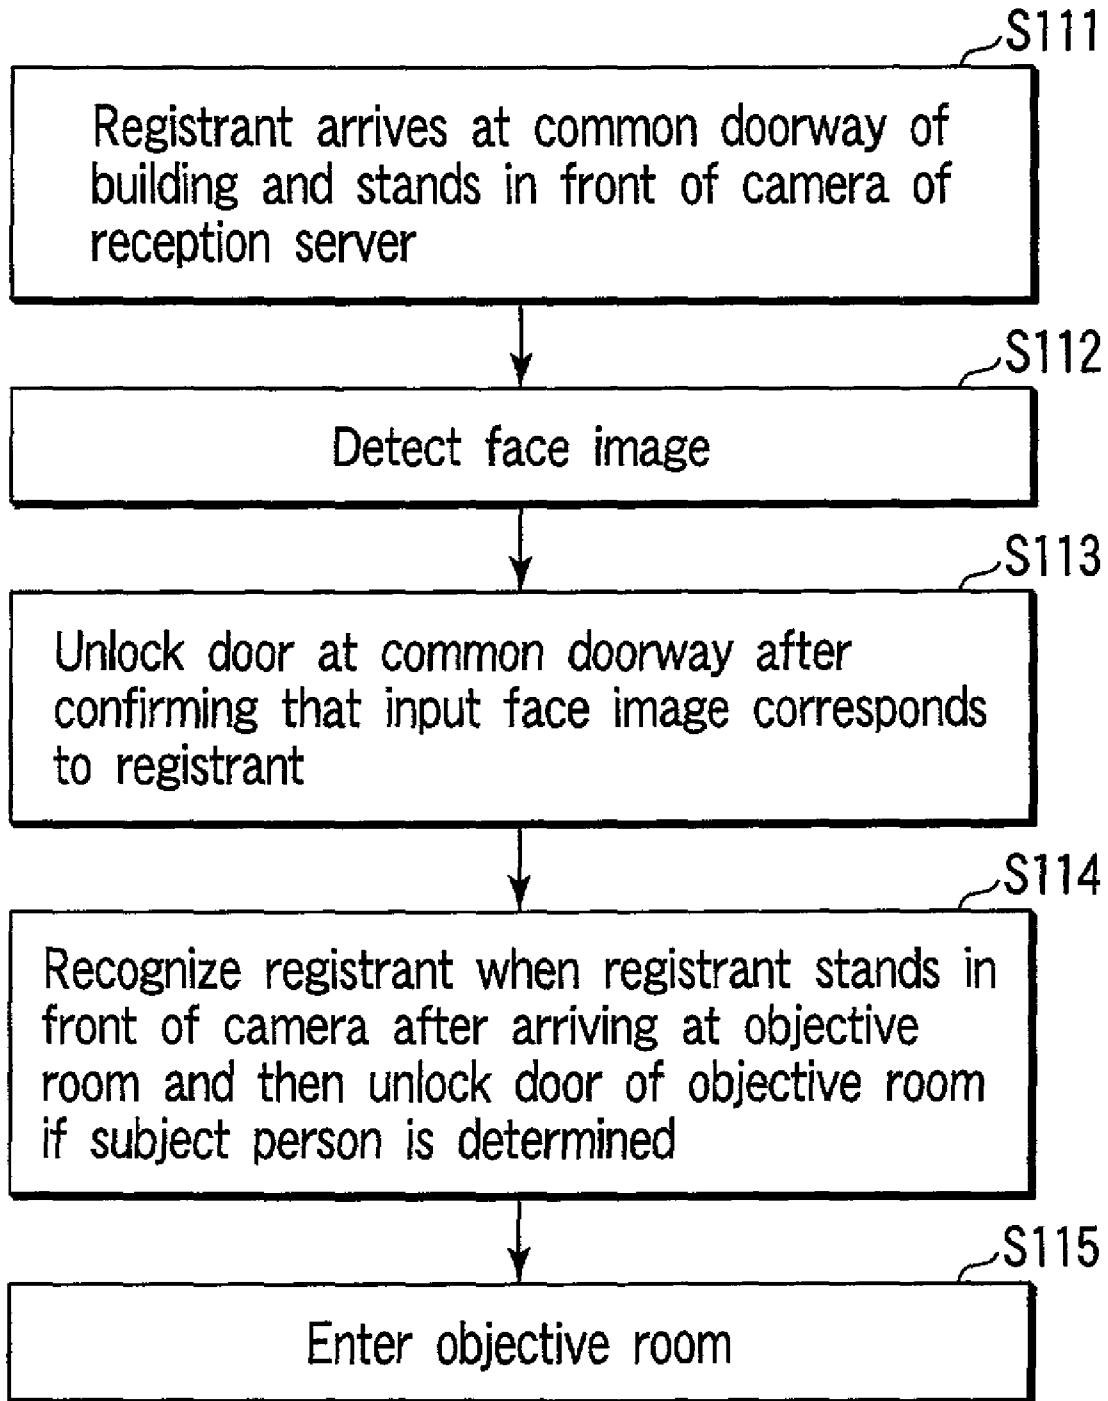 S111
Registrant arrives at common doorway of
building and stands in front of camera of
reception server
S112
Detect face image
S113
Unlock door at common doorway after
confirming that input face image corresponds
to registrant
S114
Recognize registrant when registrant stands in
front of camera after arriving at objective
room and then unlock door of objective room
if subject person is determined
S115
Enter objective room